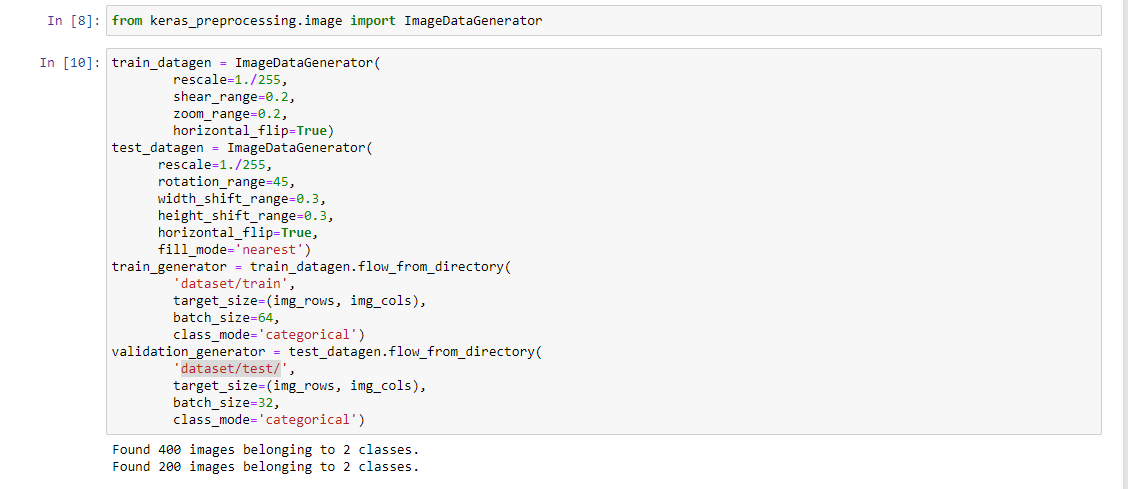 In [8]: from keras_preprocessing.image import ImageDataGenerator
In [10]: train_datagen = ImageDataGenerator(
        rescale=1./255,
        shear_range=0.2,
        zoom_range=0.2,
        horizontal_flip=True)
test_datagen = ImageDataGenerator(
      rescale=1./255,
      rotation_range=45,
      width_shift_range=0.3,
      height_shift_range=0.3,
      horizontal_flip=True,
      fill_mode='nearest')
train_generator = train_datagen.flow_from_directory(
        'dataset/train',
        target_size=(img_rows, img_cols),
        batch_size=64,
        class_mode='categorical')
validation_generator = test_datagen.flow_from_directory(
        'dataset/test/',
        target_size=(img_rows, img_cols),
        batch_size=32,
        class_mode='categorical')
Found 400 images belonging to 2 classes.
Found 200 images belonging to 2 classes.